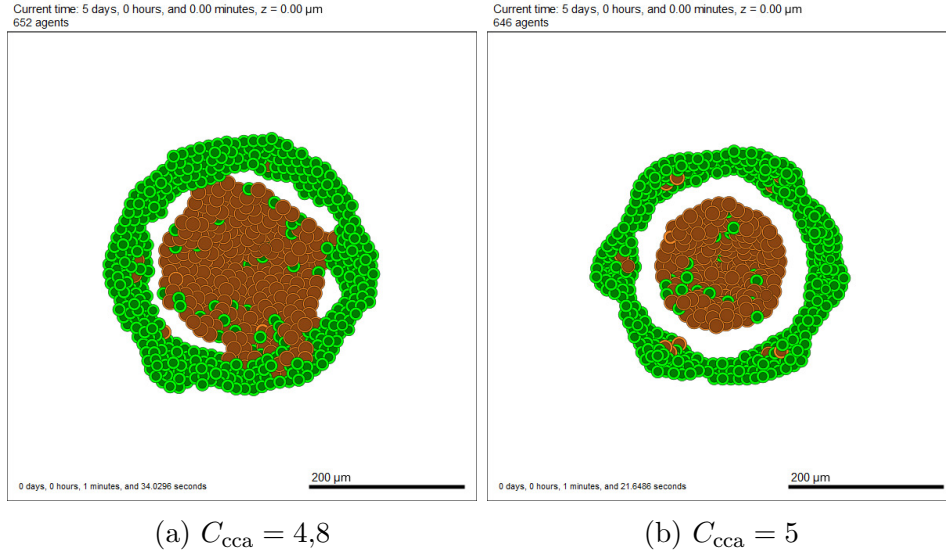 Current time: 5 days, 0 hours, and 0.00 minutes, z = 0.00 μm
652 agents
200 μm
0 days, 0 hours, 1 minutes, and 34.0296 seconds
(a) C_cca = 4,8
Current time: 5 days, 0 hours, and 0.00 minutes, z = 0.00 μm
646 agents
200 μm
0 days, 0 hours, 1 minutes, and 21.6486 seconds
(b) C_cca = 5